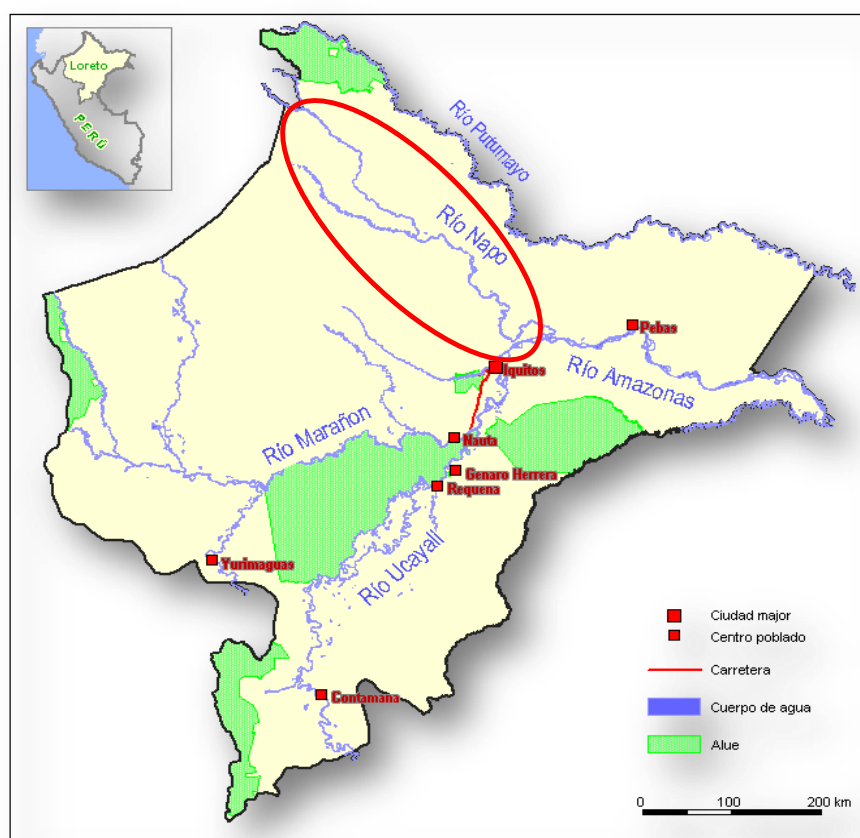 Loreto
PERÚ
Río Putumayo
Río Napo
Pebas
Iquitos
Río Amazonas
Río Marañon
Nauta
Genaro Herrera
Requena
Río Ucayali
Yurimaguas
Contamana
Ciudad major
Centro poblado
Carretera
Cuerpo de agua
Alue
0 100 200 km